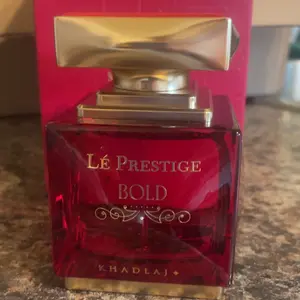 LÉ PRESTIGE
BOLD
KHADLAJ